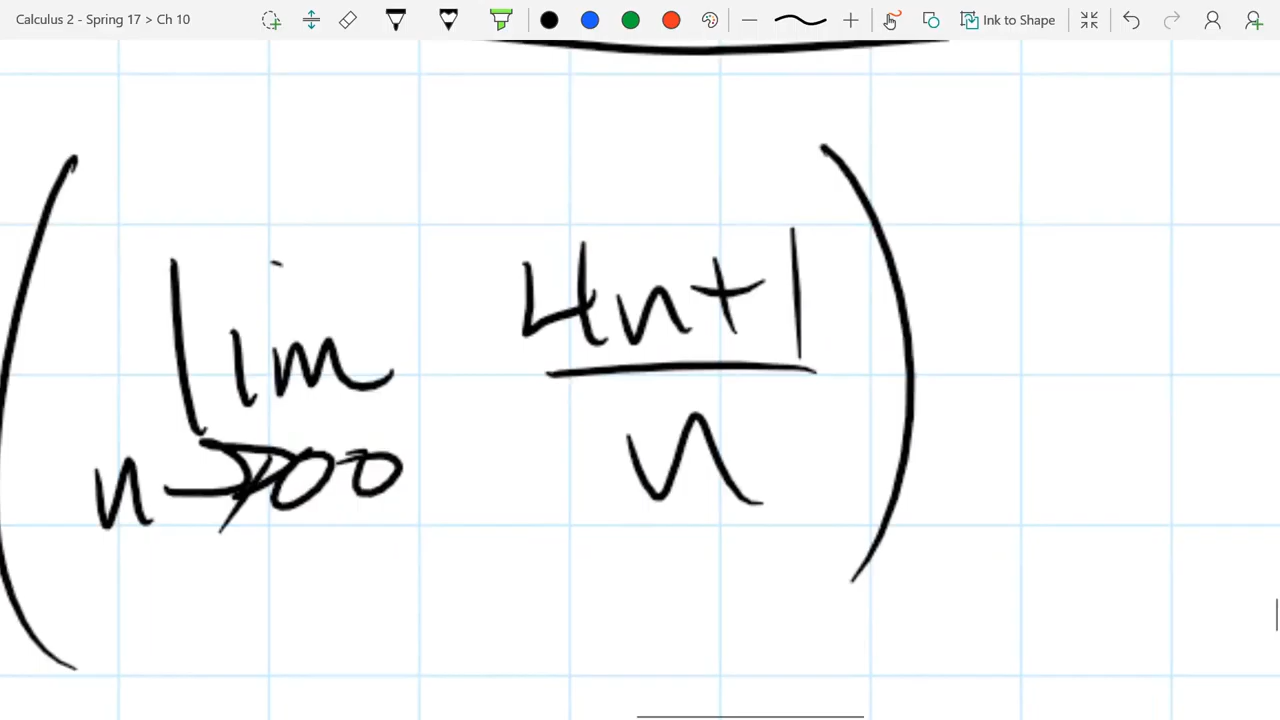 Calculus 2 - Spring 17 > Ch 10
Ink to Shape
( lim n→∞ (4n+1)/n )